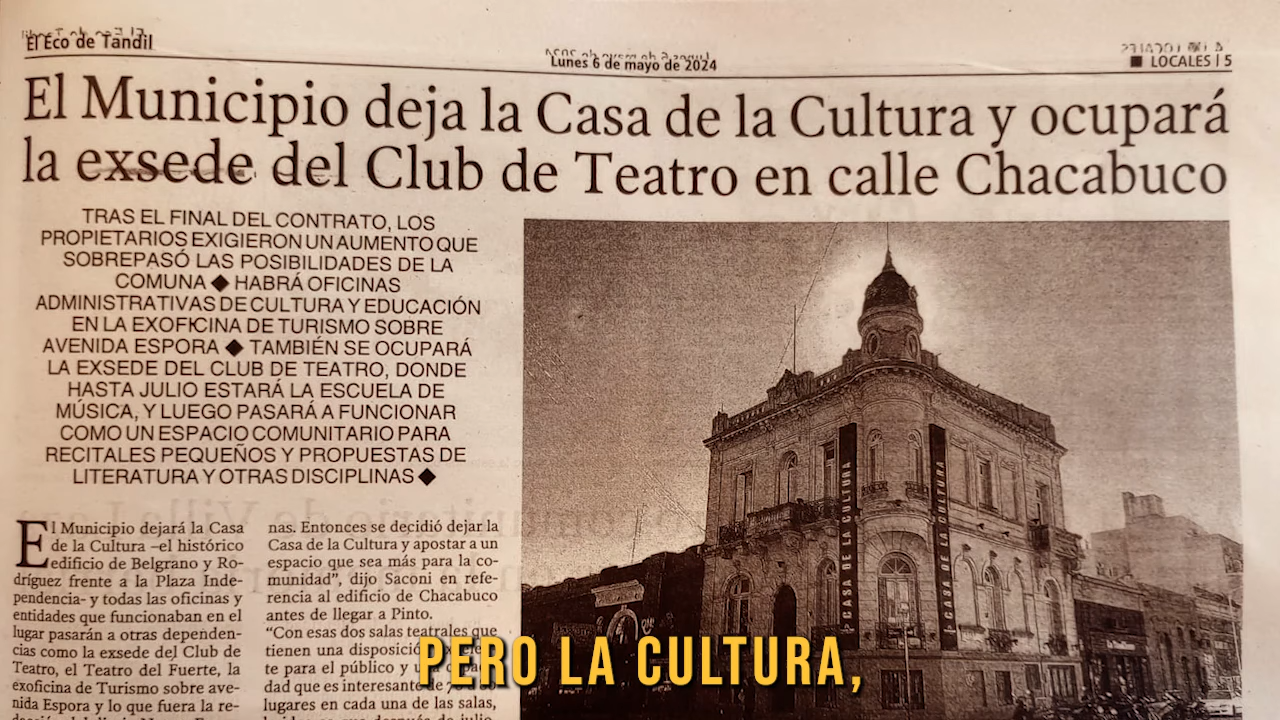 El Eco de Tandil
Lunes 6 de mayo de 2024
■ LOCALES | 5
El Municipio deja la Casa de la Cultura y ocupará
la exsede del Club de Teatro en calle Chacabuco
TRAS EL FINAL DEL CONTRATO, LOS
PROPIETARIOS EXIGIERON UN AUMENTO QUE
SOBREPASÓ LAS POSIBILIDADES DE LA
COMUNA ◆ HABRÁ OFICINAS
ADMINISTRATIVAS DE CULTURA Y EDUCACIÓN
EN LA EXOFICINA DE TURISMO SOBRE
AVENIDA ESPORA ◆ TAMBIÉN SE OCUPARÁ
LA EXSEDE DEL CLUB DE TEATRO, DONDE
HASTA JULIO ESTARÁ LA ESCUELA DE
MÚSICA, Y LUEGO PASARÁ A FUNCIONAR
COMO UN ESPACIO COMUNITARIO PARA
RECITALES PEQUEÑOS Y PROPUESTAS DE
LITERATURA Y OTRAS DISCIPLINAS ◆
El Municipio dejará la Casa
de la Cultura –el histórico
edificio de Belgrano y Ro-
dríguez frente a la Plaza Inde-
pendencia- y todas las oficinas y
entidades que funcionaban en el
lugar pasarán a otras dependen-
cias como la exsede del Club de
Teatro, el Teatro del Fuerte, la
exoficina de Turismo sobre ave-
nida Espora y lo que fuera la re-
nas. Entonces se decidió dejar la
Casa de la Cultura y apostar a un
espacio que sea más para la co-
munidad”, dijo Saconi en refe-
rencia al edificio de Chacabuco
antes de llegar a Pinto.
“Con esas dos salas teatrales que
tienen una disposición
te para el público y
dad que es interesante de
lugares en cada una de las salas,
CASA DE LA CULTURA
CASA DE LA CULTURA
PERO LA CULTURA,